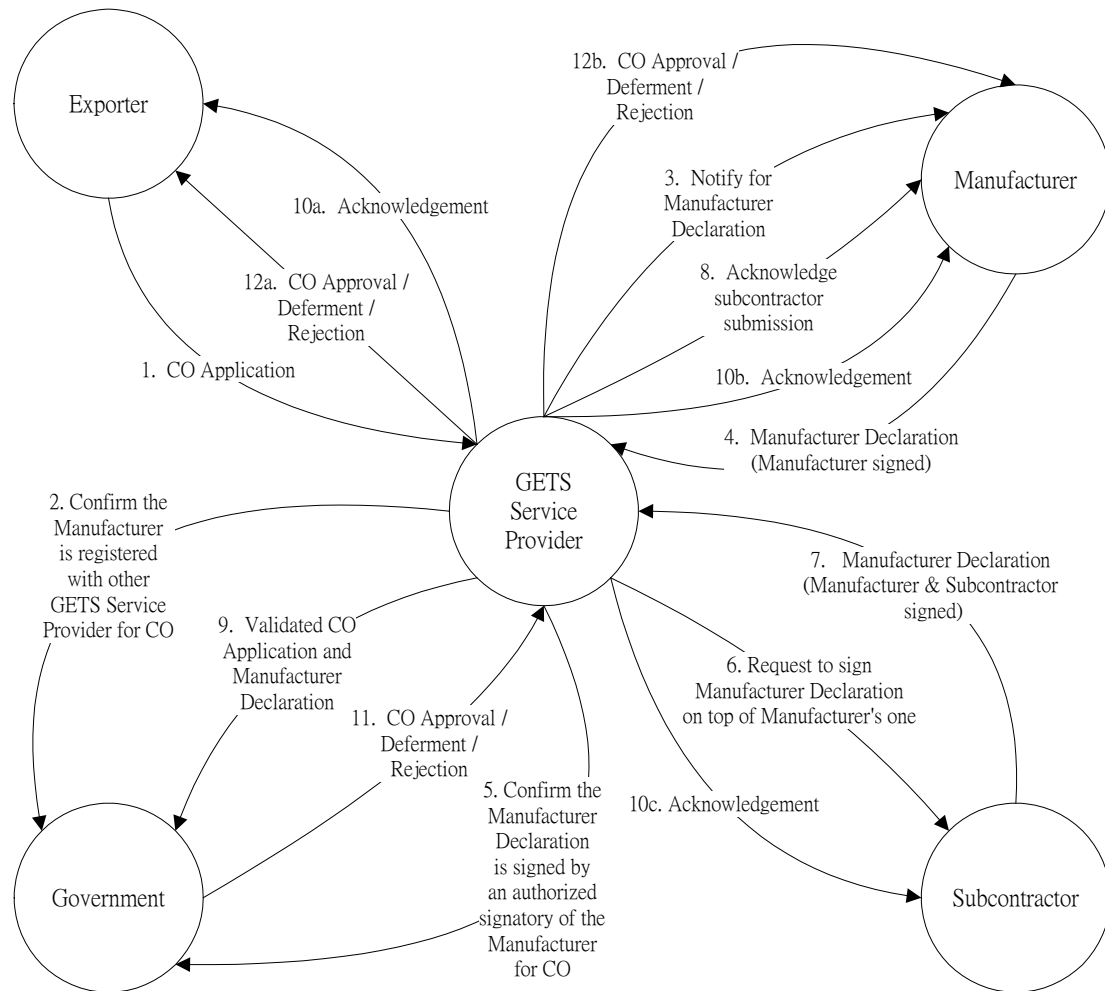 12b.  CO Approval /
Deferment /
Rejection
Exporter
Manufacturer
3.  Notify for
Manufacturer
Declaration
10a.  Acknowledgement
8.  Acknowledge
subcontractor
submission
12a.  CO Approval /
Deferment /
Rejection
1.  CO Application
10b.  Acknowledgement
4.  Manufacturer Declaration
(Manufacturer signed)
GETS
Service
Provider
2. Confirm the
Manufacturer
is registered
with other
GETS Service
Provider for CO
7.   Manufacturer Declaration
(Manufacturer & Subcontractor
signed)
9.  Validated CO
Application and
Manufacturer
Declaration
6. Request to sign
Manufacturer Declaration
on top of Manufacturer's one
11.  CO Approval /
Deferment /
Rejection
5. Confirm the
Manufacturer
Declaration
is signed by
an authorized
signatory of the
Manufacturer
for CO
10c. Acknowledgement
Government
Subcontractor